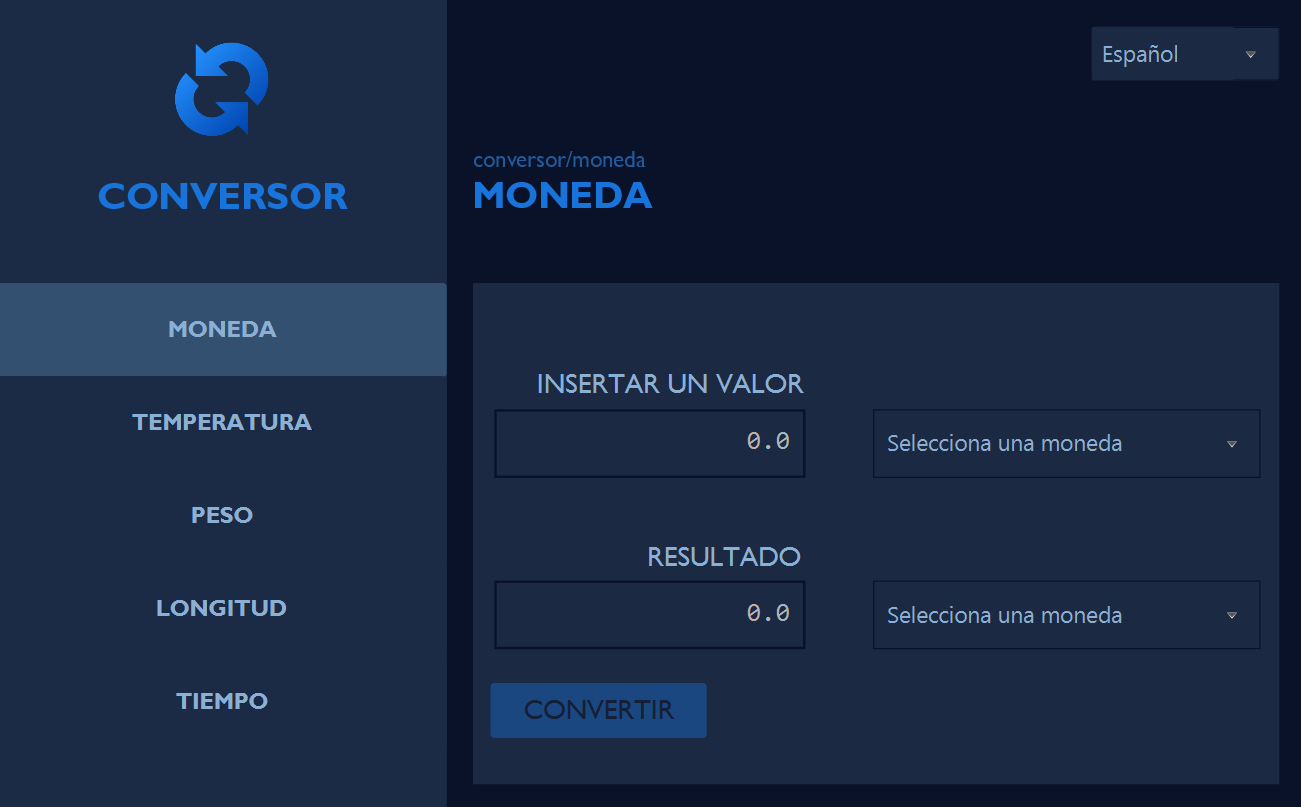 CONVERSOR
MONEDA
TEMPERATURA
PESO
LONGITUD
TIEMPO
Español
conversor/moneda
MONEDA
INSERTAR UN VALOR
0.0
Selecciona una moneda
RESULTADO
0.0
Selecciona una moneda
CONVERTIR